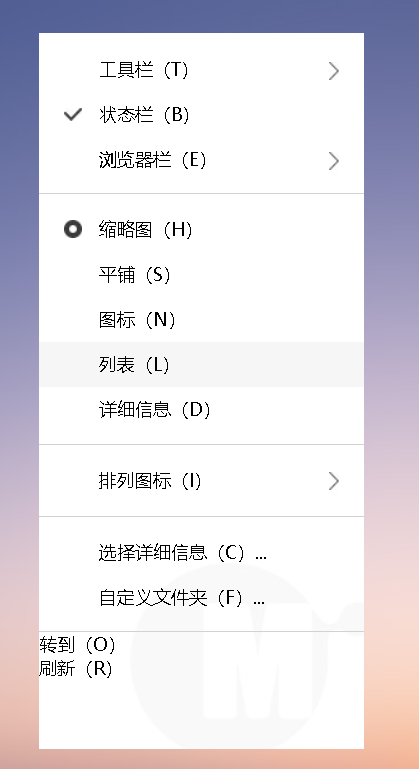 工具栏（T）
状态栏（B）
浏览器栏（E）
缩略图（H）
平铺（S）
图标（N）
列表（L）
详细信息（D）
排列图标（I）
选择详细信息（C）...
自定义文件夹（F）...
转到（O）
刷新（R）
M